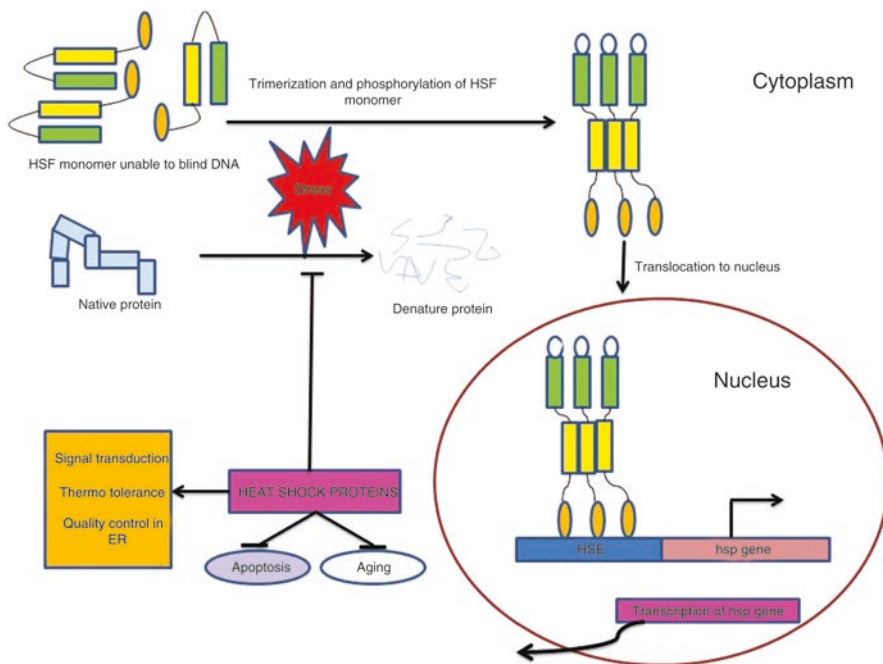 Trimerization and phosphorylation of HSF
monomer
Cytoplasm
HSF monomer unable to blind DNA
Stress
Native protein
Denature protein
Translocation to nucleus
Nucleus
Signal transduction
Thermo tolerance
Quality control in
ER
HEAT SHOCK PROTEINS
Apoptosis
Aging
HSE
hsp gene
Transcription of hsp gene